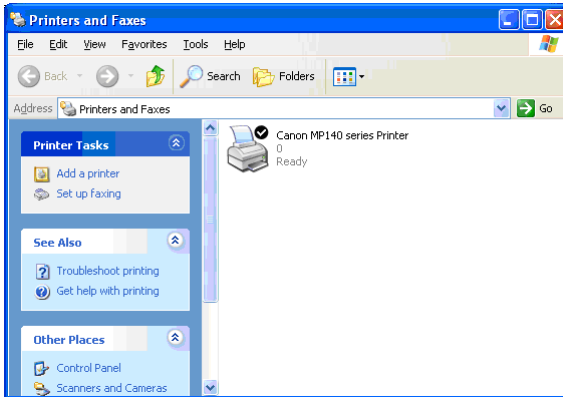 Printers and Faxes
File Edit View Favorites Tools Help
Back Search Folders
Address Printers and Faxes Go
Printer Tasks
Add a printer
Set up faxing
See Also
Troubleshoot printing
Get help with printing
Other Places
Control Panel
Scanners and Cameras
Canon MP140 series Printer
0
Ready